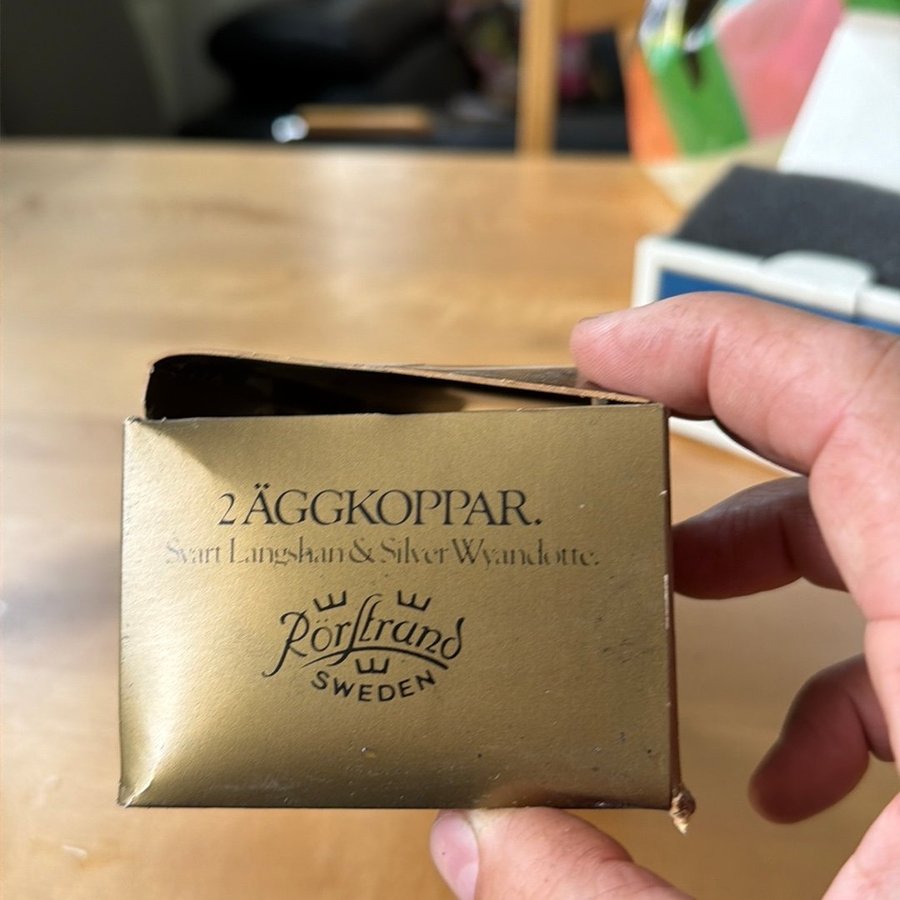 2 ÄGGKOPPAR.
Svart Langshan & Silver Wyandotte.
Rörstrand
SWEDEN